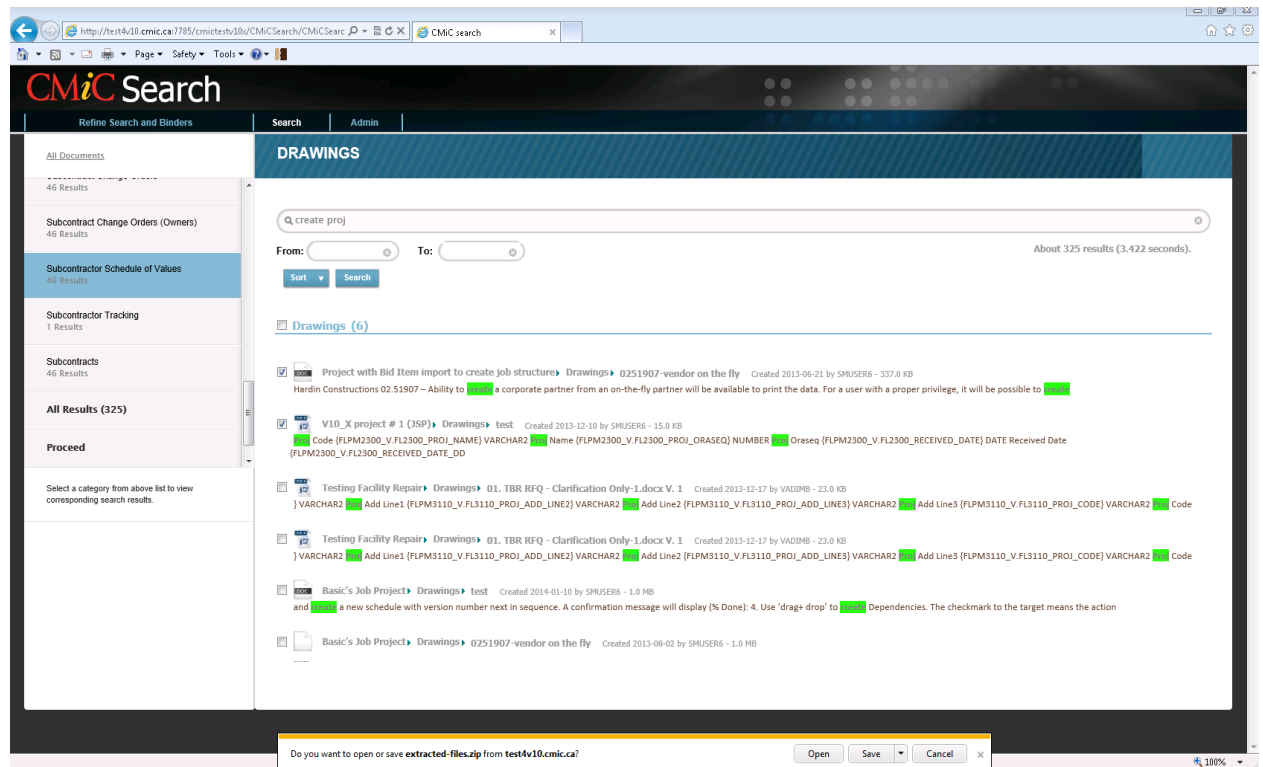 http://test4v10.cmic.ca:7785/cmictestv10x/CMiCSearch/CMiCSearc
CMiC search
Page Safety Tools
CMiC Search
Refine Search and Binders
Search Admin
All Documents
DRAWINGS
46 Results
Subcontract Change Orders (Owners)
46 Results
Subcontractor Schedule of Values
46 Results
Subcontractor Tracking
1 Results
Subcontracts
46 Results
All Results (325)
Proceed
Select a category from above list to view
corresponding search results.
create proj
From: To:
About 325 results (3.422 seconds).
Sort Search
Drawings (6)
Project with Bid Item import to create job structure Drawings 0251907-vendor on the fly Created 2013-06-21 by SMUSER6 - 337.0 KB
Hardin Constructions 02.51907 – Ability to create a corporate partner from an on-the-fly partner will be available to print the data. For a user with a proper privilege, it will be possible to create
V10_X project # 1 (JSP) Drawings test Created 2013-12-10 by SMUSER6 - 15.0 KB
Proj Code {FLPM2300_V.FL2300_PROJ_NAME} VARCHAR2 Proj Name {FLPM2300_V.FL2300_PROJ_ORASEQ} NUMBER Proj Oraseq {FLPM2300_V.FL2300_RECEIVED_DATE} DATE Received Date
{FLPM2300_V.FL2300_RECEIVED_DATE_DD
Testing Facility Repair Drawings 01. TBR RFQ - Clarification Only-1.docx V. 1 Created 2013-12-17 by VADIMB - 23.0 KB
} VARCHAR2 Proj Add Line1 {FLPM3110_V.FL3110_PROJ_ADD_LINE2} VARCHAR2 Proj Add Line2 {FLPM3110_V.FL3110_PROJ_ADD_LINE3} VARCHAR2 Proj Add Line3 {FLPM3110_V.FL3110_PROJ_CODE} VARCHAR2 Proj Code
Testing Facility Repair Drawings 01. TBR RFQ - Clarification Only-1.docx V. 1 Created 2013-12-17 by VADIMB - 23.0 KB
} VARCHAR2 Proj Add Line1 {FLPM3110_V.FL3110_PROJ_ADD_LINE2} VARCHAR2 Proj Add Line2 {FLPM3110_V.FL3110_PROJ_ADD_LINE3} VARCHAR2 Proj Add Line3 {FLPM3110_V.FL3110_PROJ_CODE} VARCHAR2 Proj Code
Basic's Job Project Drawings test Created 2014-01-10 by SMUSER6 - 1.0 MB
and create a new schedule with version number next in sequence. A confirmation message will display (% Done): 4. Use 'drag+ drop' to create Dependencies. The checkmark to the target means the action
Basic's Job Project Drawings 0251907-vendor on the fly Created 2013-08-02 by SMUSER6 - 1.0 MB
......
Do you want to open or save extracted-files.zip from test4v10.cmic.ca?
Open Save Cancel
100%